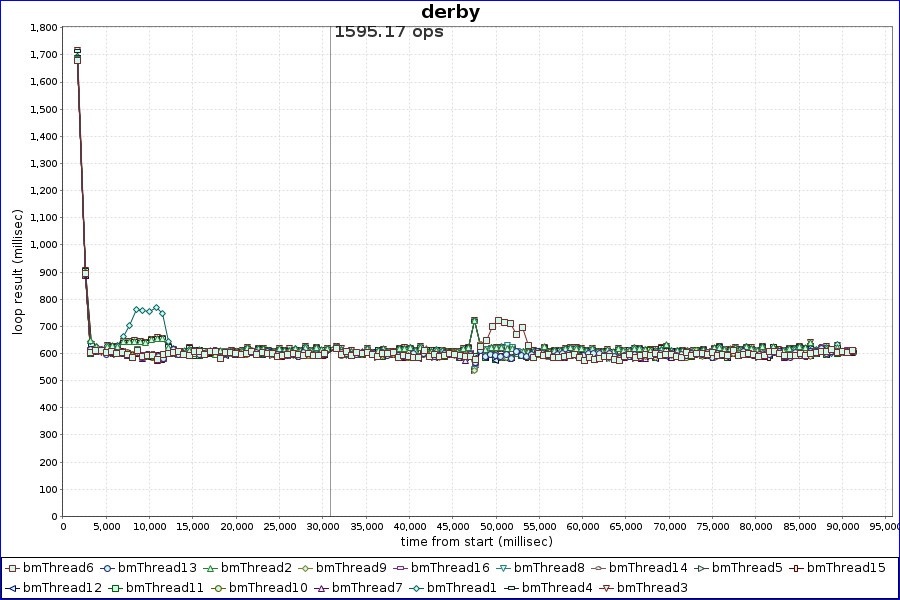 derby
1595.17 ops
1,800
1,700
1,600
1,500
1,400
1,300
1,200
1,100
1,000
900
800
700
600
500
400
300
200
100
0
loop result (millisec)
0 5,000 10,000 15,000 20,000 25,000 30,000 35,000 40,000 45,000 50,000 55,000 60,000 65,000 70,000 75,000 80,000 85,000 90,000 95,000
time from start (millisec)
bmThread6 bmThread13 bmThread2 bmThread9 bmThread16 bmThread8 bmThread14 bmThread5 bmThread15
bmThread12 bmThread11 bmThread10 bmThread7 bmThread1 bmThread4 bmThread3